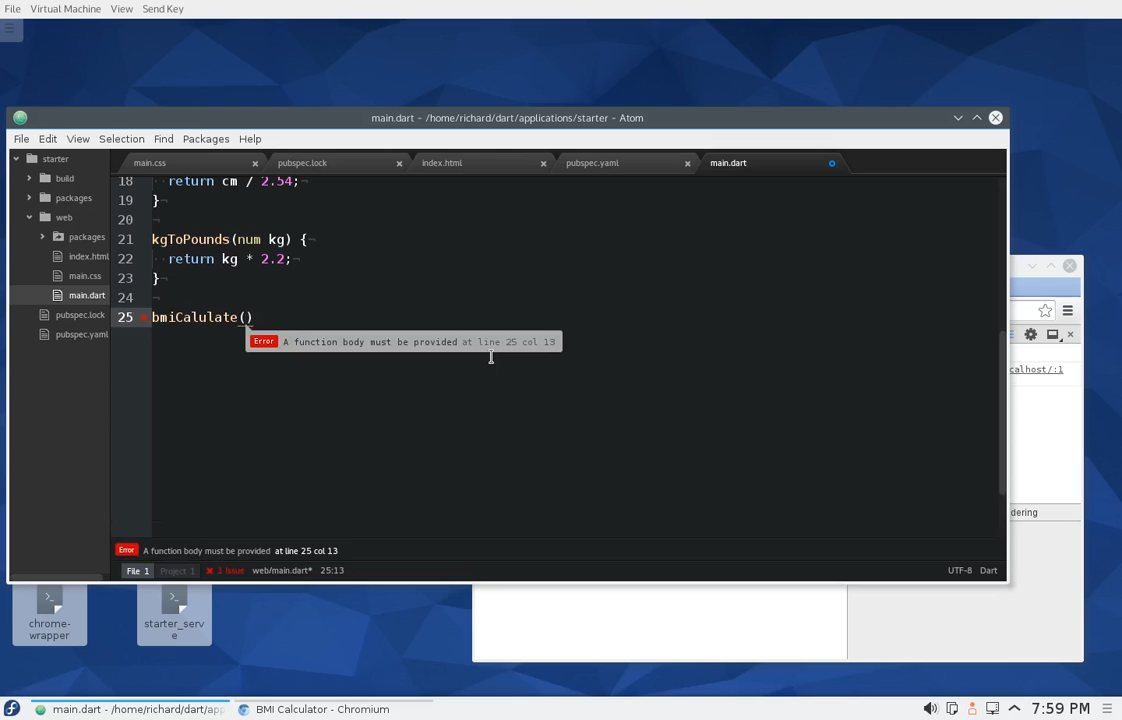 File Virtual Machine View Send Key
main.dart - /home/richard/dart/applications/starter - Atom
File Edit View Selection Find Packages Help
starter
build
packages
web
packages
index.html
main.css
main.dart
pubspec.lock
pubspec.yaml
main.css pubspec.lock index.html pubspec.yaml main.dart
18 return cm / 2.54;¬
19 }¬
20 ¬
21 kgToPounds(num kg) {¬
22 return kg * 2.2;¬
23 }¬
24 ¬
25 bmiCalulate()
Error A function body must be provided at line 25 col 13
Error A function body must be provided at line 25 col 13
File 1 Project 1 1 Issue web/main.dart* 25:13 UTF-8 Dart
calhost/:1
dering
chrome-
wrapper
starter_serv
e
main.dart - /home/richard/dart/app
BMI Calculator - Chromium
7:59 PM